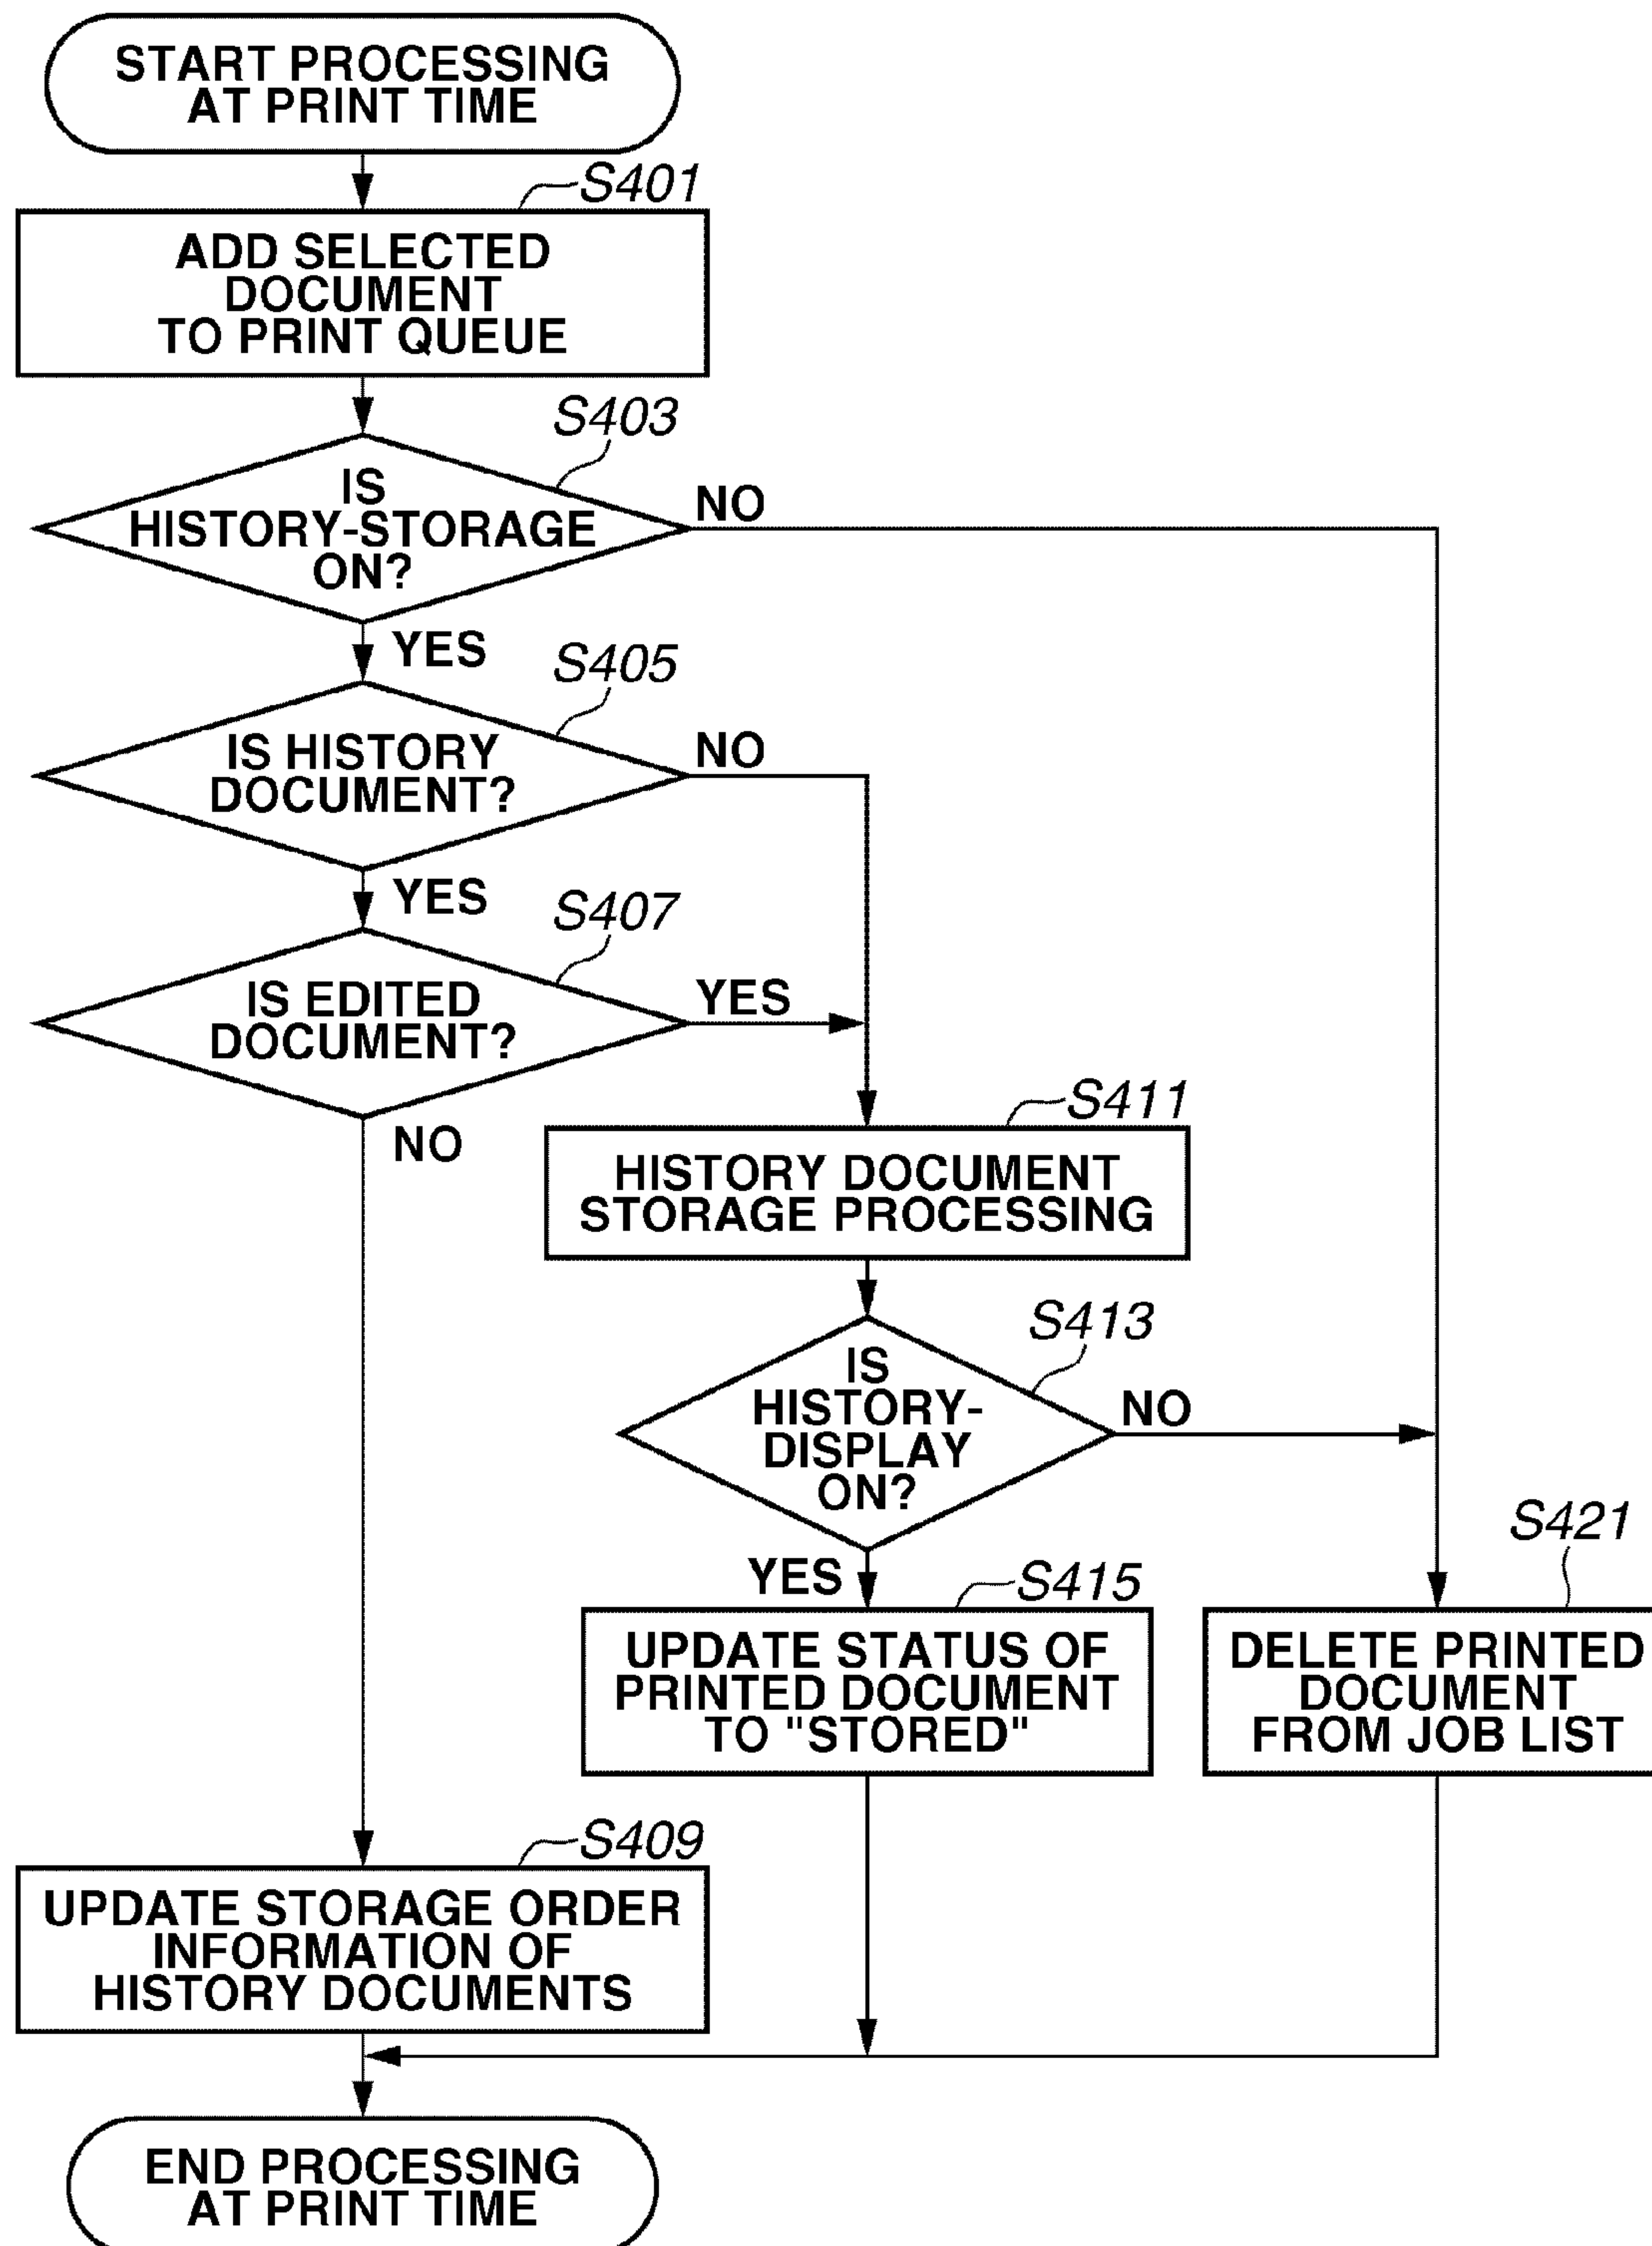 START PROCESSING
AT PRINT TIME
S401
ADD SELECTED
DOCUMENT
TO PRINT QUEUE
S403
IS
HISTORY-STORAGE
ON?
NO
YES
S405
IS HISTORY
DOCUMENT?
NO
YES
S407
IS EDITED
DOCUMENT?
YES
NO
S411
HISTORY DOCUMENT
STORAGE PROCESSING
S413
IS
HISTORY-
DISPLAY
ON?
NO
YES
S415
UPDATE STATUS OF
PRINTED DOCUMENT
TO "STORED"
S421
DELETE PRINTED
DOCUMENT
FROM JOB LIST
S409
UPDATE STORAGE ORDER
INFORMATION OF
HISTORY DOCUMENTS
END PROCESSING
AT PRINT TIME